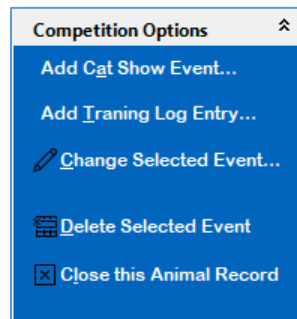 Competition Options
Add Cat Show Event...
Add Traning Log Entry...
Change Selected Event...
Delete Selected Event
Close this Animal Record